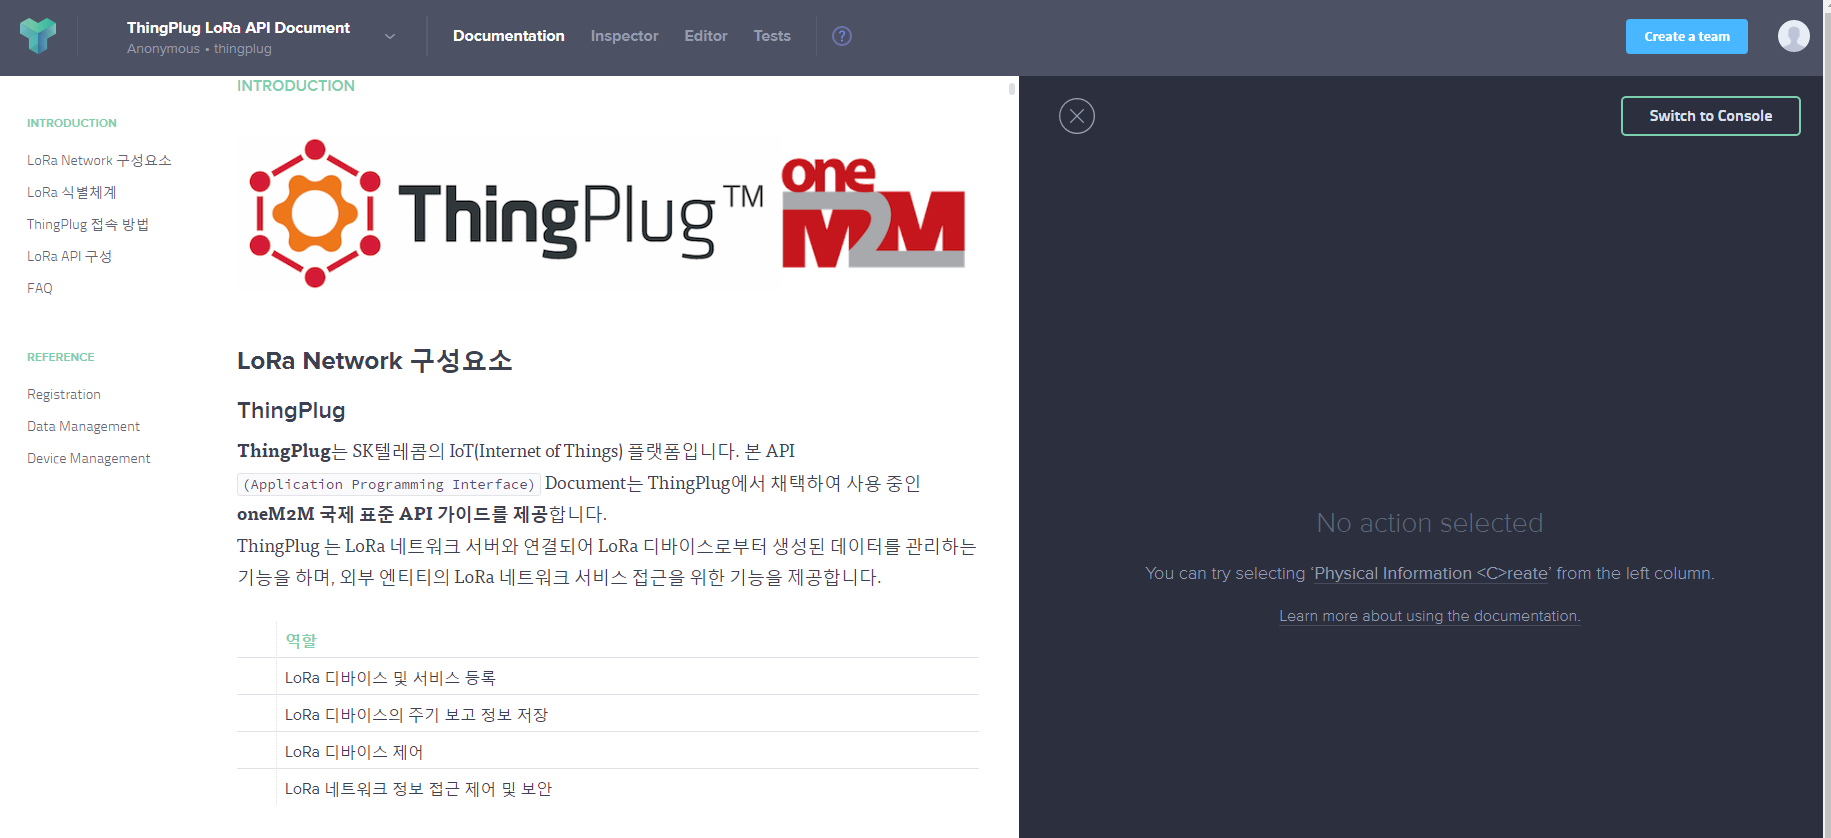 ThingPlug LoRa API Document
Anonymous • thingplug
Documentation
Inspector
Editor
Tests
?
Create a team
INTRODUCTION
LoRa Network 구성요소
LoRa 식별체계
ThingPlug 접속 방법
LoRa API 구성
FAQ
REFERENCE
Registration
Data Management
Device Management
INTRODUCTION
ThingPlug™
one
M2M
LoRa Network 구성요소
ThingPlug
ThingPlug는 SK텔레콤의 IoT(Internet of Things) 플랫폼입니다. 본 API
(Application Programming Interface) Document는 ThingPlug에서 채택하여 사용 중인
oneM2M 국제 표준 API 가이드를 제공합니다.
ThingPlug 는 LoRa 네트워크 서버와 연결되어 LoRa 디바이스로부터 생성된 데이터를 관리하는
기능을 하며, 외부 엔티티의 LoRa 네트워크 서비스 접근을 위한 기능을 제공합니다.
역할
LoRa 디바이스 및 서비스 등록
LoRa 디바이스의 주기 보고 정보 저장
LoRa 디바이스 제어
LoRa 네트워크 정보 접근 제어 및 보안
Switch to Console
No action selected
You can try selecting ‘Physical Information <C>reate’ from the left column.
Learn more about using the documentation.